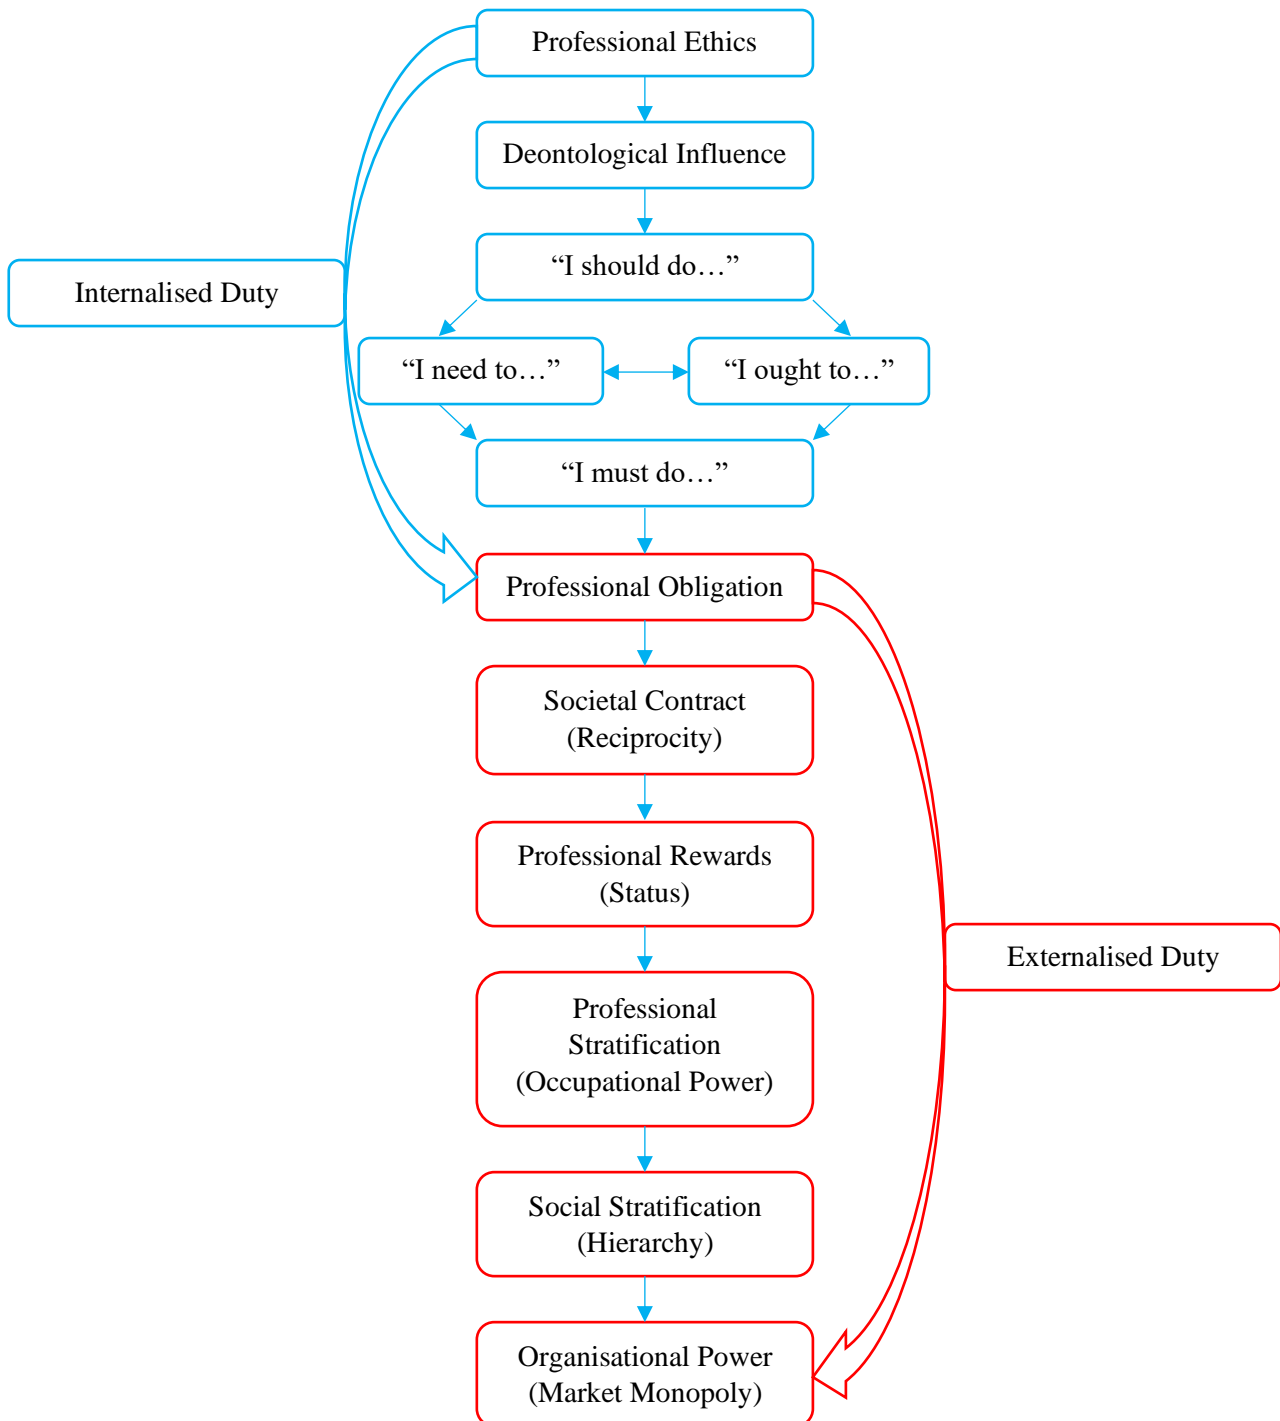 Professional Ethics
Deontological Influence
“I should do…”
Internalised Duty
“I need to…”
“I ought to…”
“I must do…”
Professional Obligation
Societal Contract
(Reciprocity)
Professional Rewards
(Status)
Professional
Stratification
(Occupational Power)
Externalised Duty
Social Stratification
(Hierarchy)
Organisational Power
(Market Monopoly)